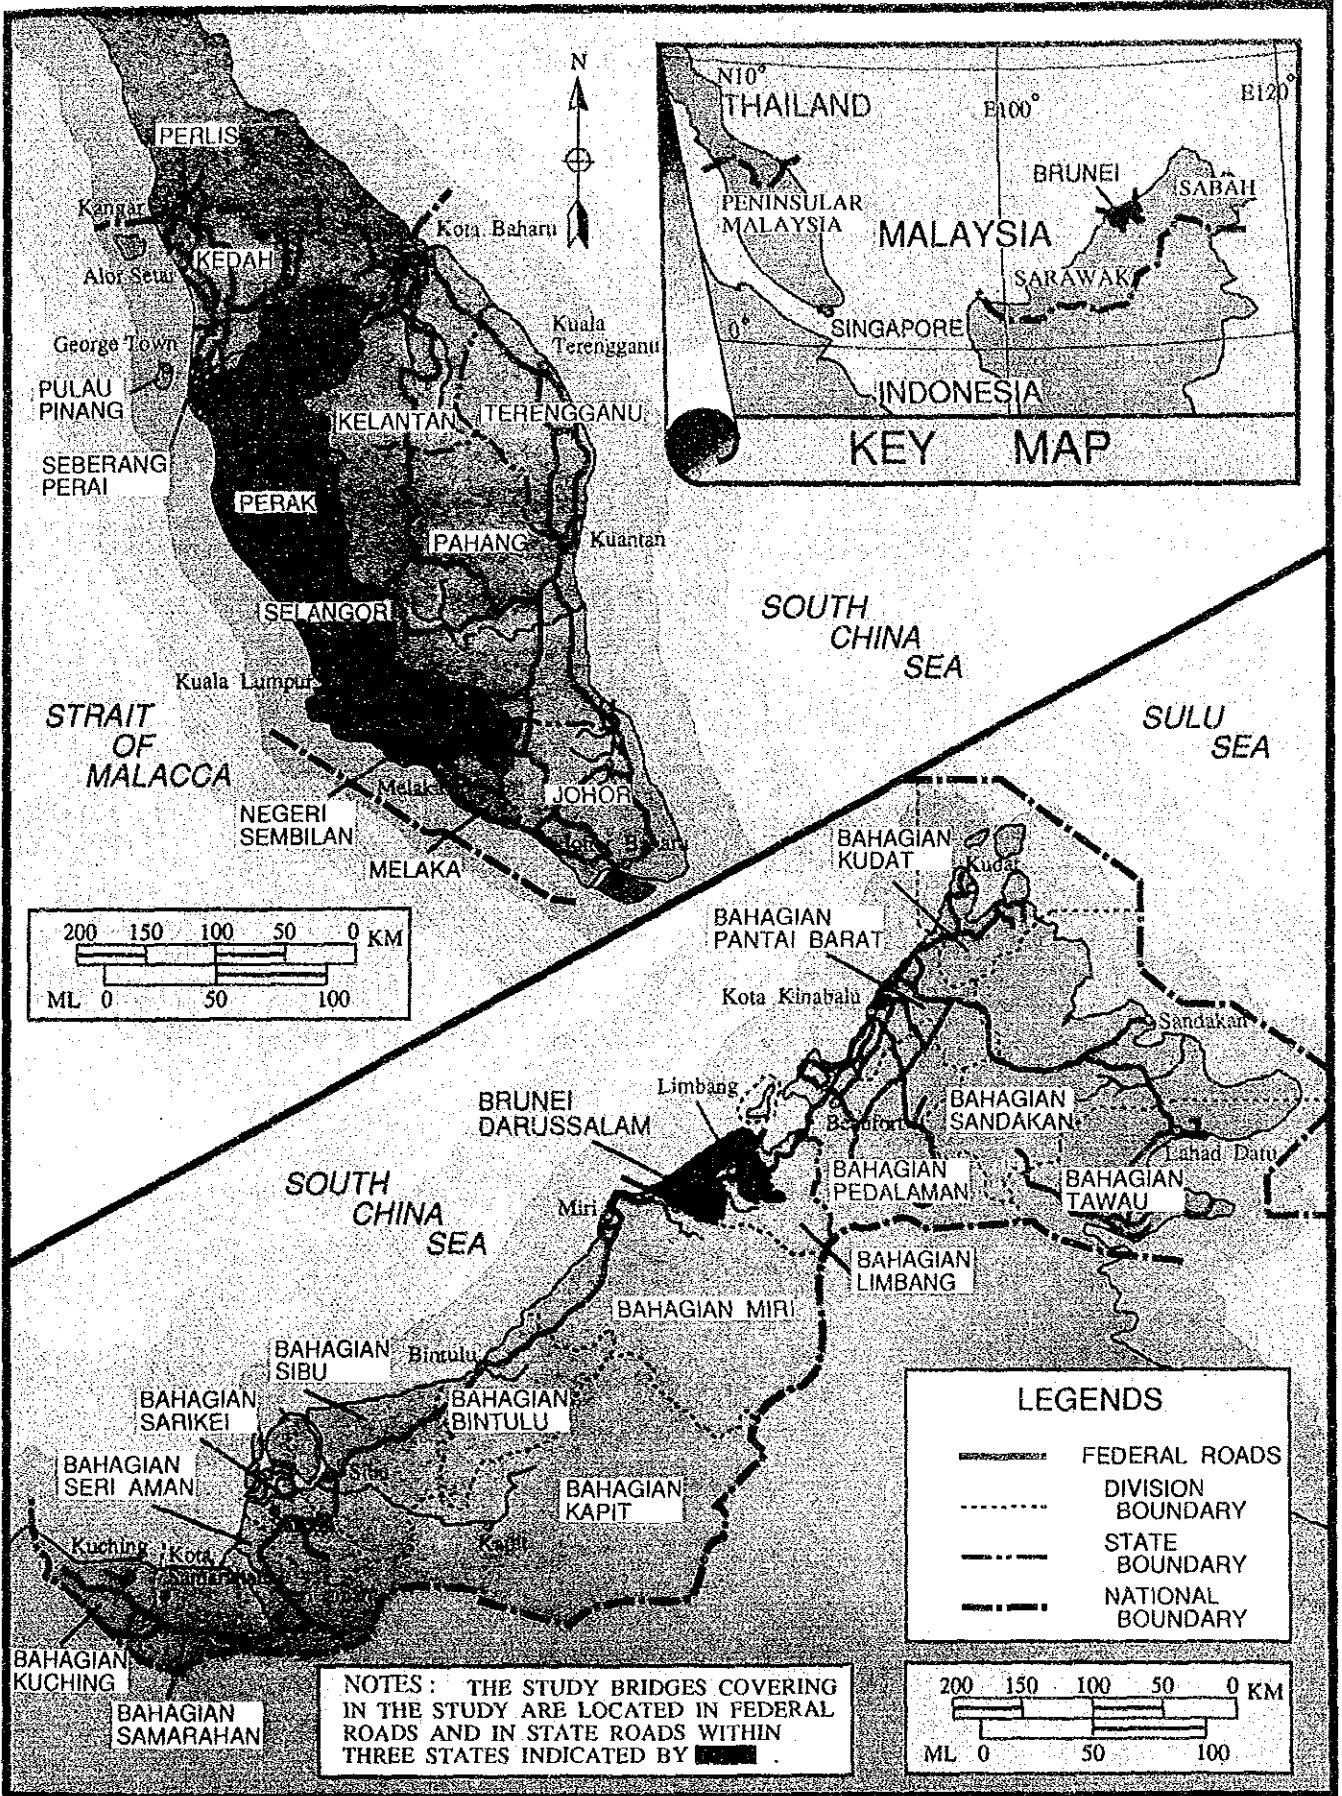 N
PERLIS
Kangar
Kota Baharu
KEDAH
Alor Setar
George Town
Kuala
Terengganu
PULAU
PINANG
KELANTAN
TERENGGANU
SEBERANG
PERAI
PERAK
PAHANG
Kuantan
SELANGOR
Kuala Lumpur
STRAIT
OF
MALACCA
Melaka
JOHOR
NEGERI
SEMBILAN
MELAKA
Baharu
SOUTH
CHINA
SEA
N10°
THAILAND
E100°
E120°
BRUNEI
SABAH
PENINSULAR
MALAYSIA
MALAYSIA
SARAWAK
0°
SINGAPORE
INDONESIA
KEY MAP
200 150 100 50 0 KM
ML 0 50 100
SULU
SEA
BAHAGIAN
KUDAT
Kudat
BAHAGIAN
PANTAI BARAT
Kota Kinabalu
Sandakan
Limbang
BRUNEI
DARUSSALAM
BAHAGIAN
SANDAKAN
Beaufort
Lahad Datu
BAHAGIAN
PEDALAMAN
BAHAGIAN
TAWAU
SOUTH
CHINA
SEA
Miri
BAHAGIAN
LIMBANG
BAHAGIAN MIRI
BAHAGIAN
SIBU
Bintulu
BAHAGIAN
SARIKEI
BAHAGIAN
BINTULU
BAHAGIAN
SERI AMAN
Sibu
BAHAGIAN
KAPIT
Kuching
Kota
Samarahan
Kapit
BAHAGIAN
KUCHING
BAHAGIAN
SAMARAHAN
LEGENDS
FEDERAL ROADS
DIVISION
BOUNDARY
STATE
BOUNDARY
NATIONAL
BOUNDARY
NOTES : THE STUDY BRIDGES COVERING
IN THE STUDY ARE LOCATED IN FEDERAL
ROADS AND IN STATE ROADS WITHIN
THREE STATES INDICATED BY .
200 150 100 50 0 KM
ML 0 50 100